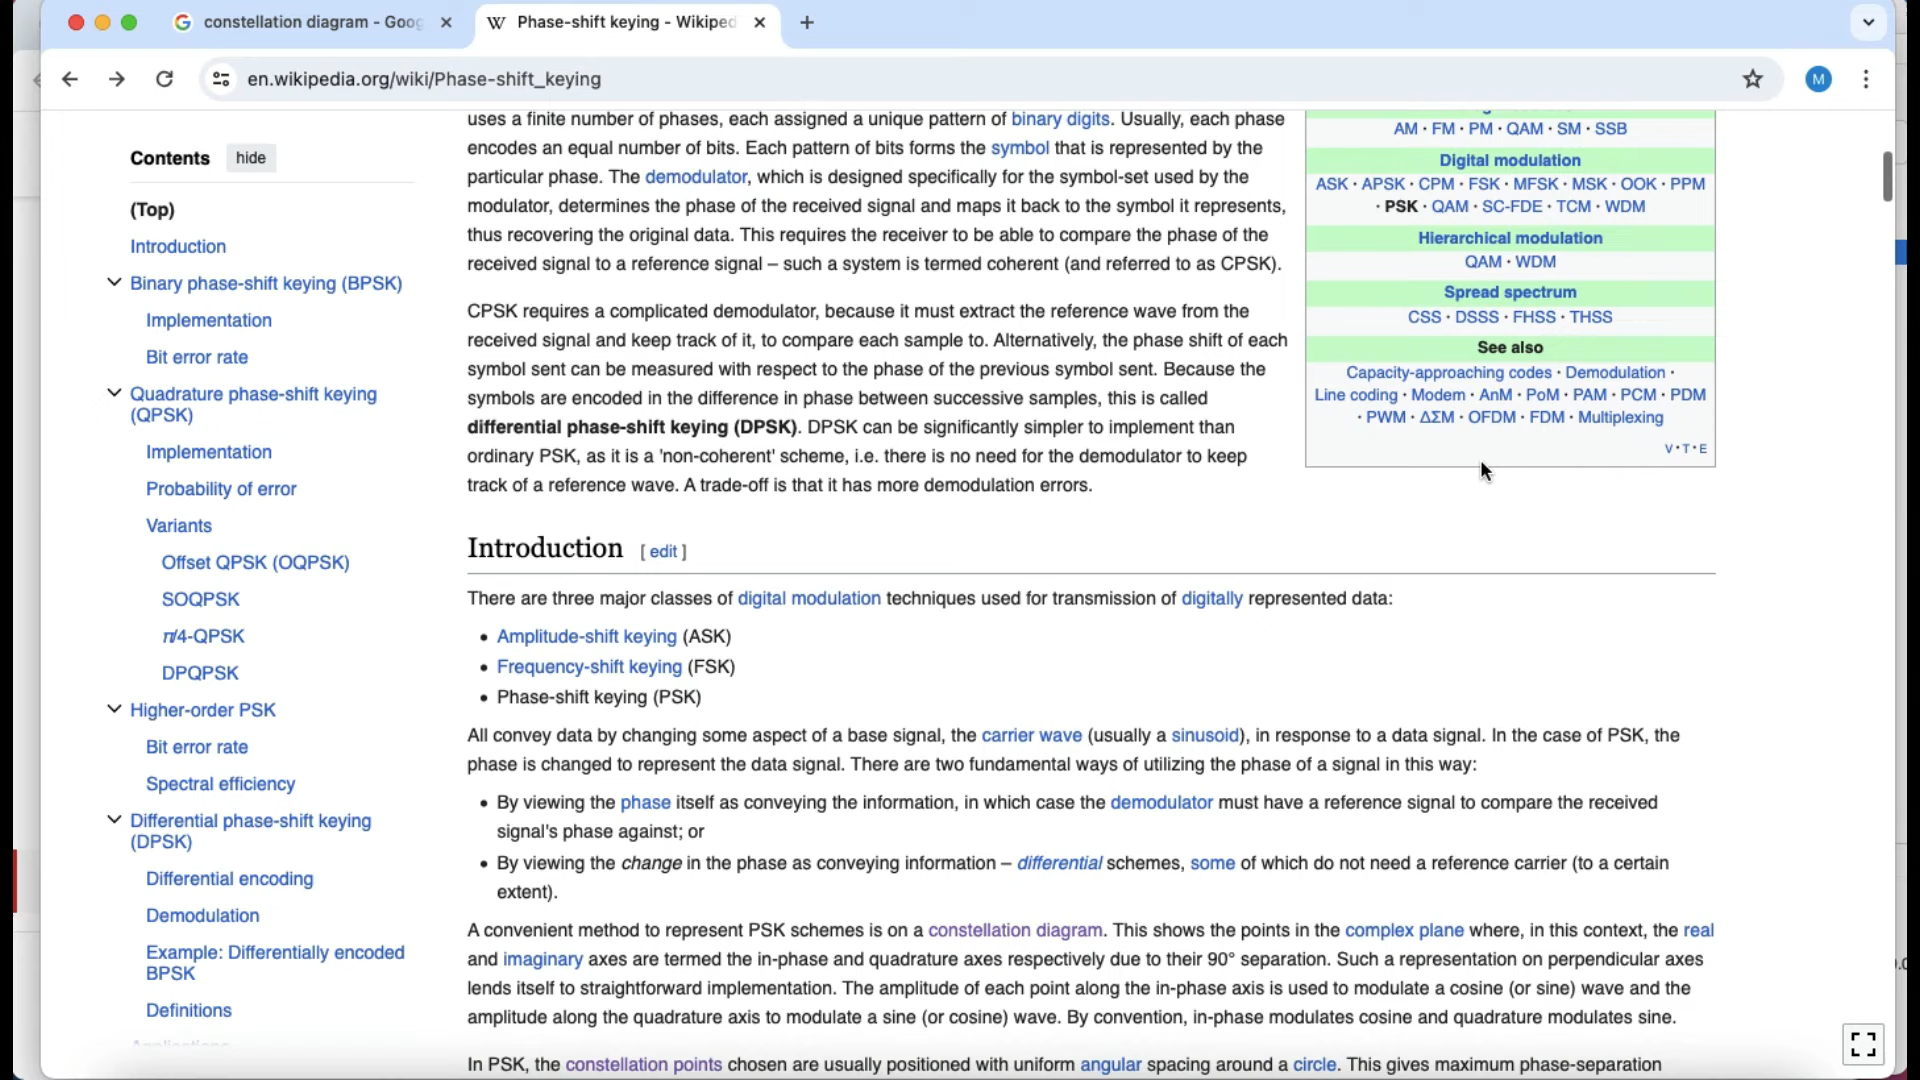 constellation diagram - Goog
Phase-shift keying - Wikiped
en.wikipedia.org/wiki/Phase-shift_keying
M
Contents hide
(Top)
Introduction
Binary phase-shift keying (BPSK)
Implementation
Bit error rate
Quadrature phase-shift keying
(QPSK)
Implementation
Probability of error
Variants
Offset QPSK (OQPSK)
SOQPSK
π/4-QPSK
DPQPSK
Higher-order PSK
Bit error rate
Spectral efficiency
Differential phase-shift keying
(DPSK)
Differential encoding
Demodulation
Example: Differentially encoded
BPSK
Definitions
uses a finite number of phases, each assigned a unique pattern of binary digits. Usually, each phase
encodes an equal number of bits. Each pattern of bits forms the symbol that is represented by the
particular phase. The demodulator, which is designed specifically for the symbol-set used by the
modulator, determines the phase of the received signal and maps it back to the symbol it represents,
thus recovering the original data. This requires the receiver to be able to compare the phase of the
received signal to a reference signal – such a system is termed coherent (and referred to as CPSK).
CPSK requires a complicated demodulator, because it must extract the reference wave from the
received signal and keep track of it, to compare each sample to. Alternatively, the phase shift of each
symbol sent can be measured with respect to the phase of the previous symbol sent. Because the
symbols are encoded in the difference in phase between successive samples, this is called
differential phase-shift keying (DPSK). DPSK can be significantly simpler to implement than
ordinary PSK, as it is a 'non-coherent' scheme, i.e. there is no need for the demodulator to keep
track of a reference wave. A trade-off is that it has more demodulation errors.
AM · FM · PM · QAM · SM · SSB
Digital modulation
ASK · APSK · CPM · FSK · MFSK · MSK · OOK · PPM
· PSK · QAM · SC-FDE · TCM · WDM
Hierarchical modulation
QAM · WDM
Spread spectrum
CSS · DSSS · FHSS · THSS
See also
Capacity-approaching codes · Demodulation ·
Line coding · Modem · AnM · PoM · PAM · PCM · PDM
· PWM · ΔΣM · OFDM · FDM · Multiplexing
V · T · E
Introduction [ edit ]
There are three major classes of digital modulation techniques used for transmission of digitally represented data:
• Amplitude-shift keying (ASK)
• Frequency-shift keying (FSK)
• Phase-shift keying (PSK)
All convey data by changing some aspect of a base signal, the carrier wave (usually a sinusoid), in response to a data signal. In the case of PSK, the
phase is changed to represent the data signal. There are two fundamental ways of utilizing the phase of a signal in this way:
• By viewing the phase itself as conveying the information, in which case the demodulator must have a reference signal to compare the received
signal's phase against; or
• By viewing the change in the phase as conveying information – differential schemes, some of which do not need a reference carrier (to a certain
extent).
A convenient method to represent PSK schemes is on a constellation diagram. This shows the points in the complex plane where, in this context, the real
and imaginary axes are termed the in-phase and quadrature axes respectively due to their 90° separation. Such a representation on perpendicular axes
lends itself to straightforward implementation. The amplitude of each point along the in-phase axis is used to modulate a cosine (or sine) wave and the
amplitude along the quadrature axis to modulate a sine (or cosine) wave. By convention, in-phase modulates cosine and quadrature modulates sine.
In PSK, the constellation points chosen are usually positioned with uniform angular spacing around a circle. This gives maximum phase-separation